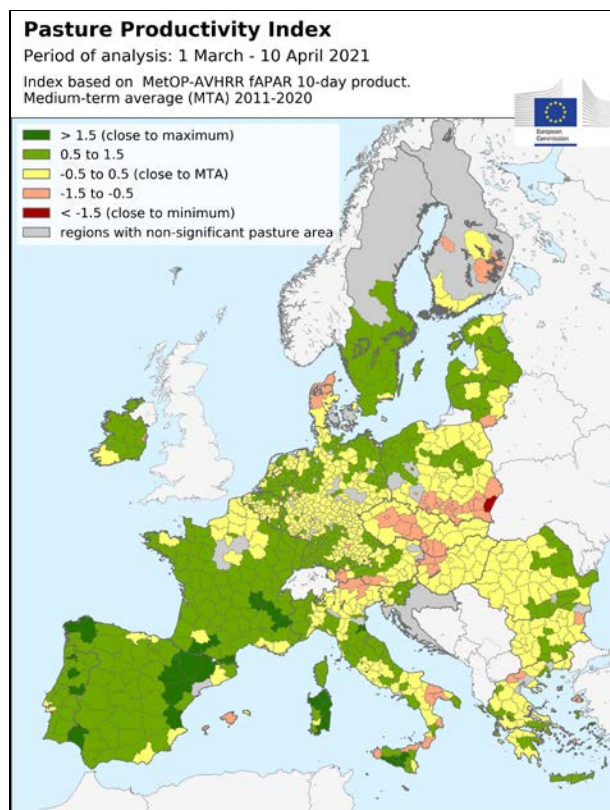 Pasture Productivity Index
Period of analysis: 1 March - 10 April 2021
Index based on MetOP-AVHRR fAPAR 10-day product.
Medium-term average (MTA) 2011-2020
European
Commission
> 1.5 (close to maximum)
0.5 to 1.5
-0.5 to 0.5 (close to MTA)
-1.5 to -0.5
< -1.5 (close to minimum)
regions with non-significant pasture area